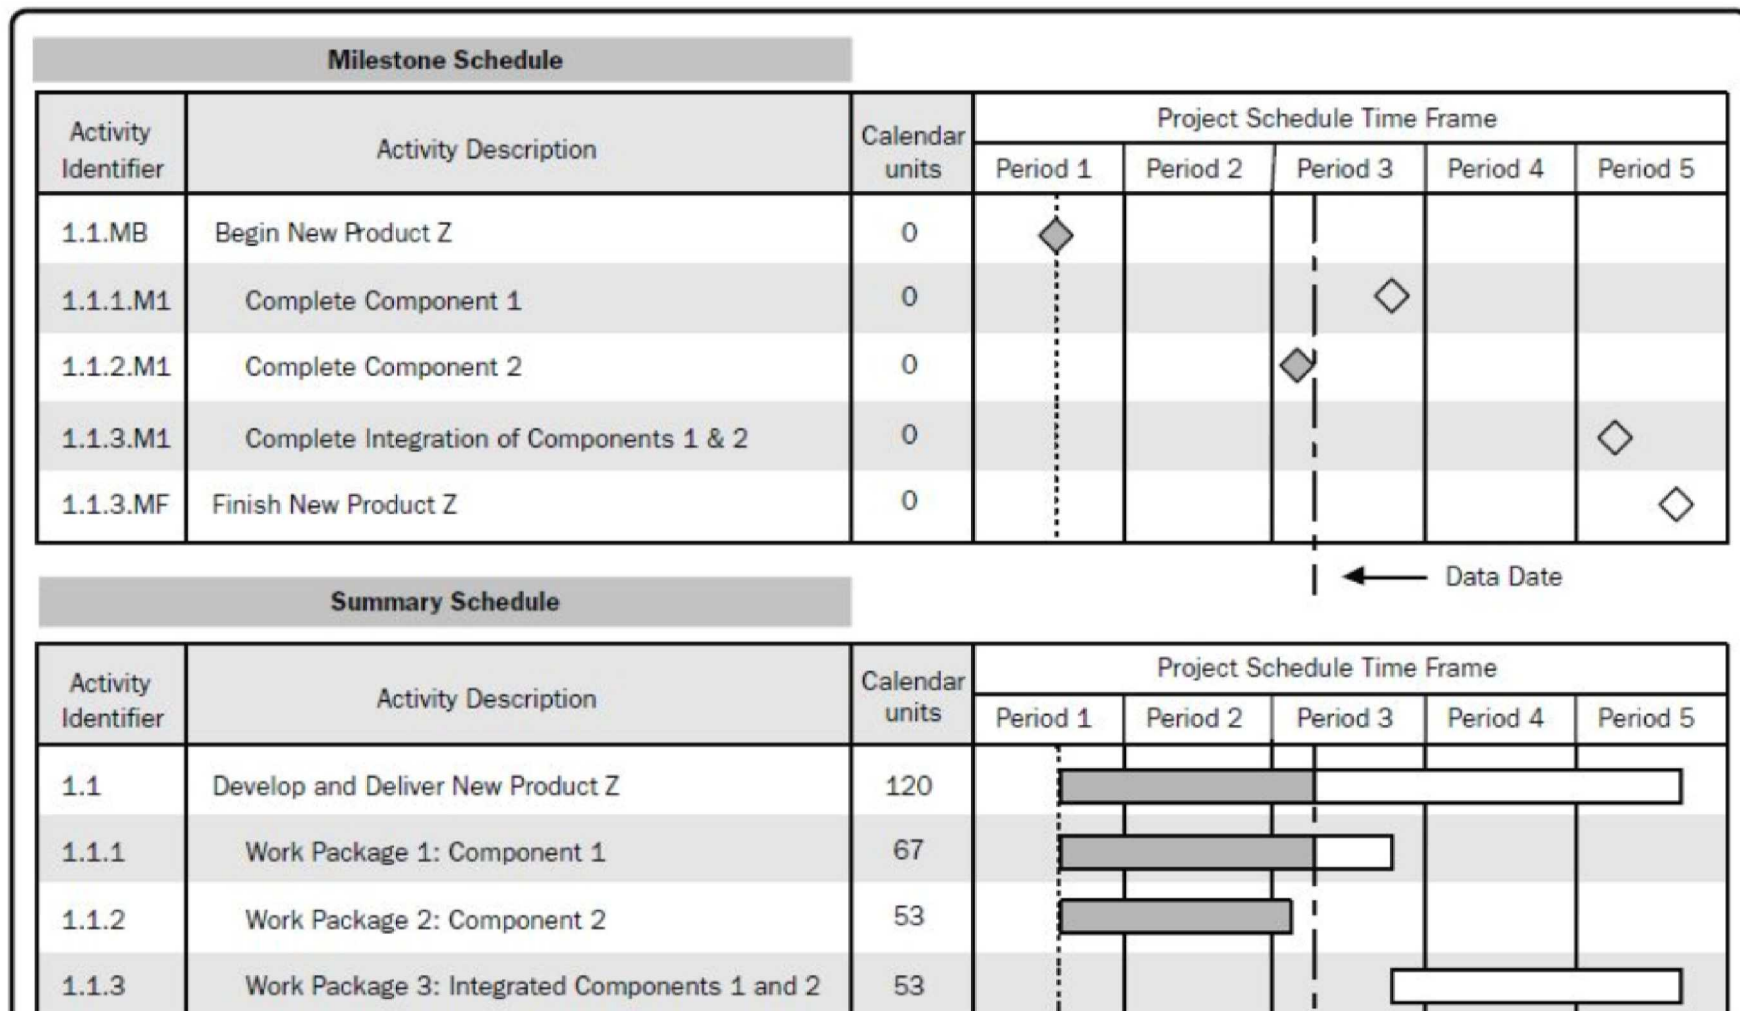 Milestone Schedule
Activity Identifier
Activity Description
Calendar units
Project Schedule Time Frame
Period 1 Period 2 Period 3 Period 4 Period 5
1.1.MB Begin New Product Z 0
1.1.1.M1 Complete Component 1 0
1.1.2.M1 Complete Component 2 0
1.1.3.M1 Complete Integration of Components 1 & 2 0
1.1.3.MF Finish New Product Z 0
Data Date
Summary Schedule
Activity Identifier
Activity Description
Calendar units
Project Schedule Time Frame
Period 1 Period 2 Period 3 Period 4 Period 5
1.1 Develop and Deliver New Product Z 120
1.1.1 Work Package 1: Component 1 67
1.1.2 Work Package 2: Component 2 53
1.1.3 Work Package 3: Integrated Components 1 and 2 53